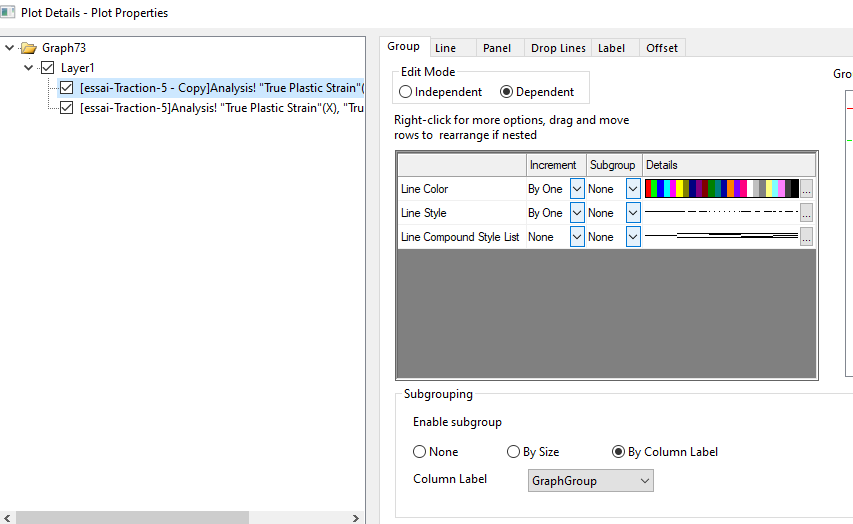 Plot Details - Plot Properties
Graph73
Layer1
[essai-Traction-5 - Copy]Analysis! "True Plastic Strain"(
[essai-Traction-5]Analysis! "True Plastic Strain"(X), "Tru
Group Line Panel Drop Lines Label Offset
Edit Mode
Independent Dependent
Gro
Right-click for more options, drag and move
rows to rearrange if nested
Increment Subgroup Details
Line Color By One None ...
Line Style By One None ...
Line Compound Style List None None ...
Subgrouping
Enable subgroup
None By Size By Column Label
Column Label GraphGroup